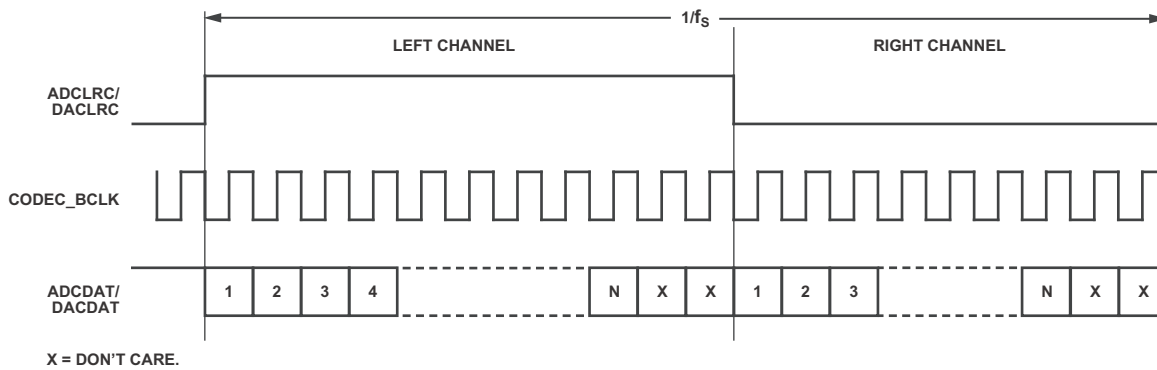 1/fS
LEFT CHANNEL RIGHT CHANNEL
ADCLRC/
DACLRC
CODEC_BCLK
ADCDAT/
DACDAT
1 2 3 4 N X X 1 2 3 N X X
X = DON'T CARE.